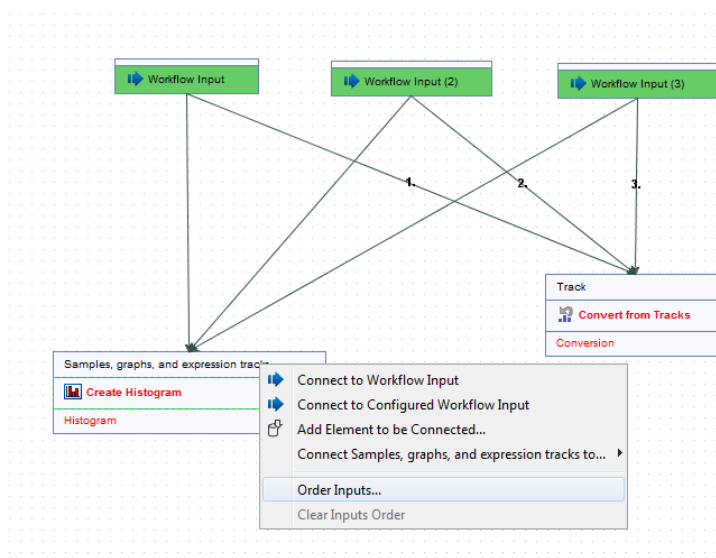 Workflow Input
Workflow Input (2)
Workflow Input (3)
1.
2.
3.
Track
Convert from Tracks
Conversion
Samples, graphs, and expression tracks
Create Histogram
Histogram
Connect to Workflow Input
Connect to Configured Workflow Input
Add Element to be Connected...
Connect Samples, graphs, and expression tracks to...
Order Inputs...
Clear Inputs Order